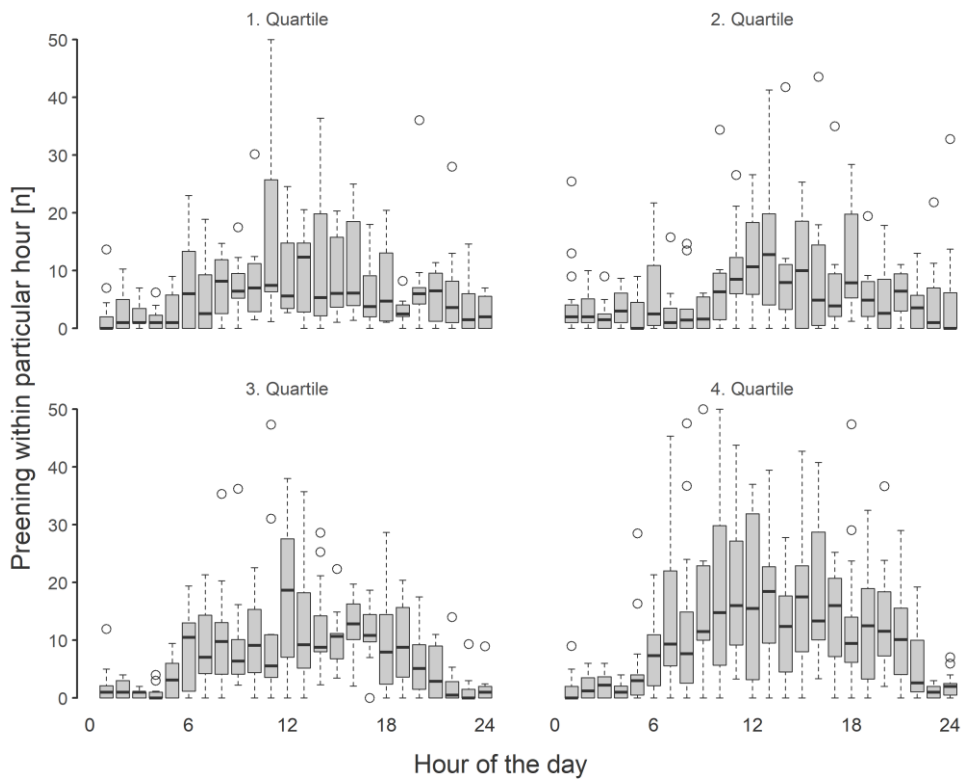 1. Quartile
2. Quartile
50
40
30
20
10
0
3. Quartile
4. Quartile
50
40
30
20
10
0
0 6 12 18 24
0 6 12 18 24
Preening within particular hour [n]
Hour of the day